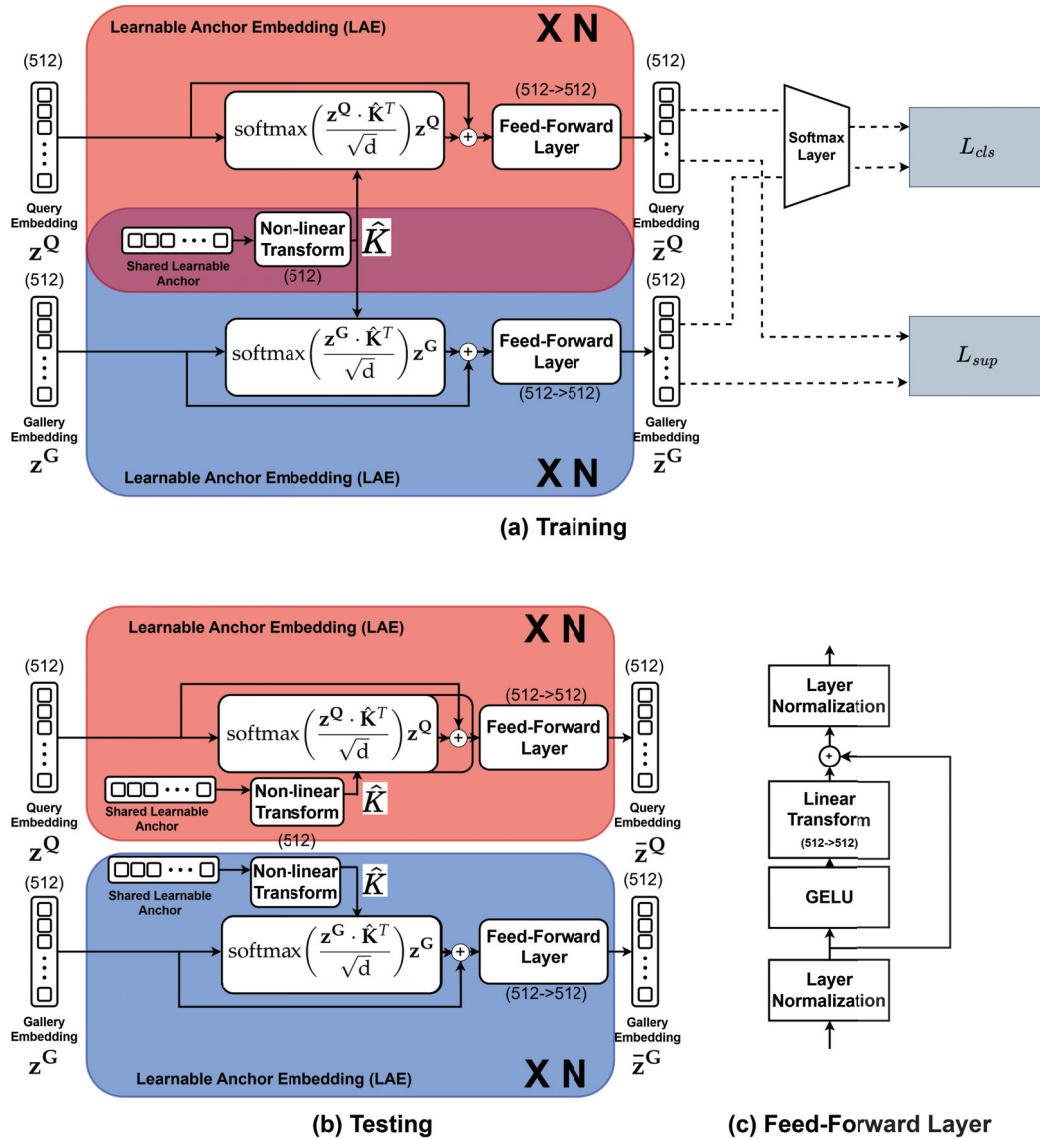 Learnable Anchor Embedding (LAE)
X N
(512)
(512)
(512->512)
softmax(z^Q · K̂^T / √d) z^Q
+
Feed-Forward
Layer
Softmax
Layer
L_cls
Query
Embedding
z^Q
Query
Embedding
z̄^Q
Shared Learnable
Anchor
Non-linear
Transform
(512)
K̂
(512)
(512)
softmax(z^G · K̂^T / √d) z^G
+
Feed-Forward
Layer
(512->512)
L_sup
Gallery
Embedding
z^G
Gallery
Embedding
z̄^G
Learnable Anchor Embedding (LAE)
X N
(a) Training
Learnable Anchor Embedding (LAE)
X N
(512)
(512)
(512->512)
softmax(z^Q · K̂^T / √d) z^Q
+
Feed-Forward
Layer
Shared Learnable
Anchor
Non-linear
Transform
K̂
Query
Embedding
z^Q
Query
Embedding
z̄^Q
(512)
Shared Learnable
Anchor
Non-linear
Transform
K̂
(512)
(512)
softmax(z^G · K̂^T / √d) z^G
+
Feed-Forward
Layer
(512->512)
Gallery
Embedding
z^G
Gallery
Embedding
z̄^G
Learnable Anchor Embedding (LAE)
X N
(b) Testing
Layer
Normalization
+
Linear
Transform
(512->512)
GELU
Layer
Normalization
(c) Feed-Forward Layer